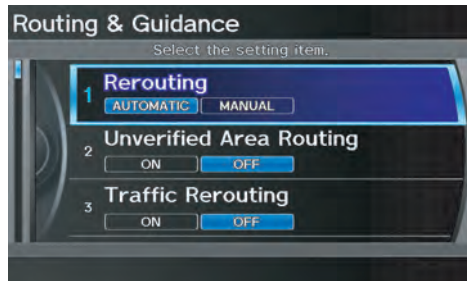 Routing & Guidance
Select the setting item.
1 Rerouting
AUTOMATIC MANUAL
2 Unverified Area Routing
ON OFF
3 Traffic Rerouting
ON OFF